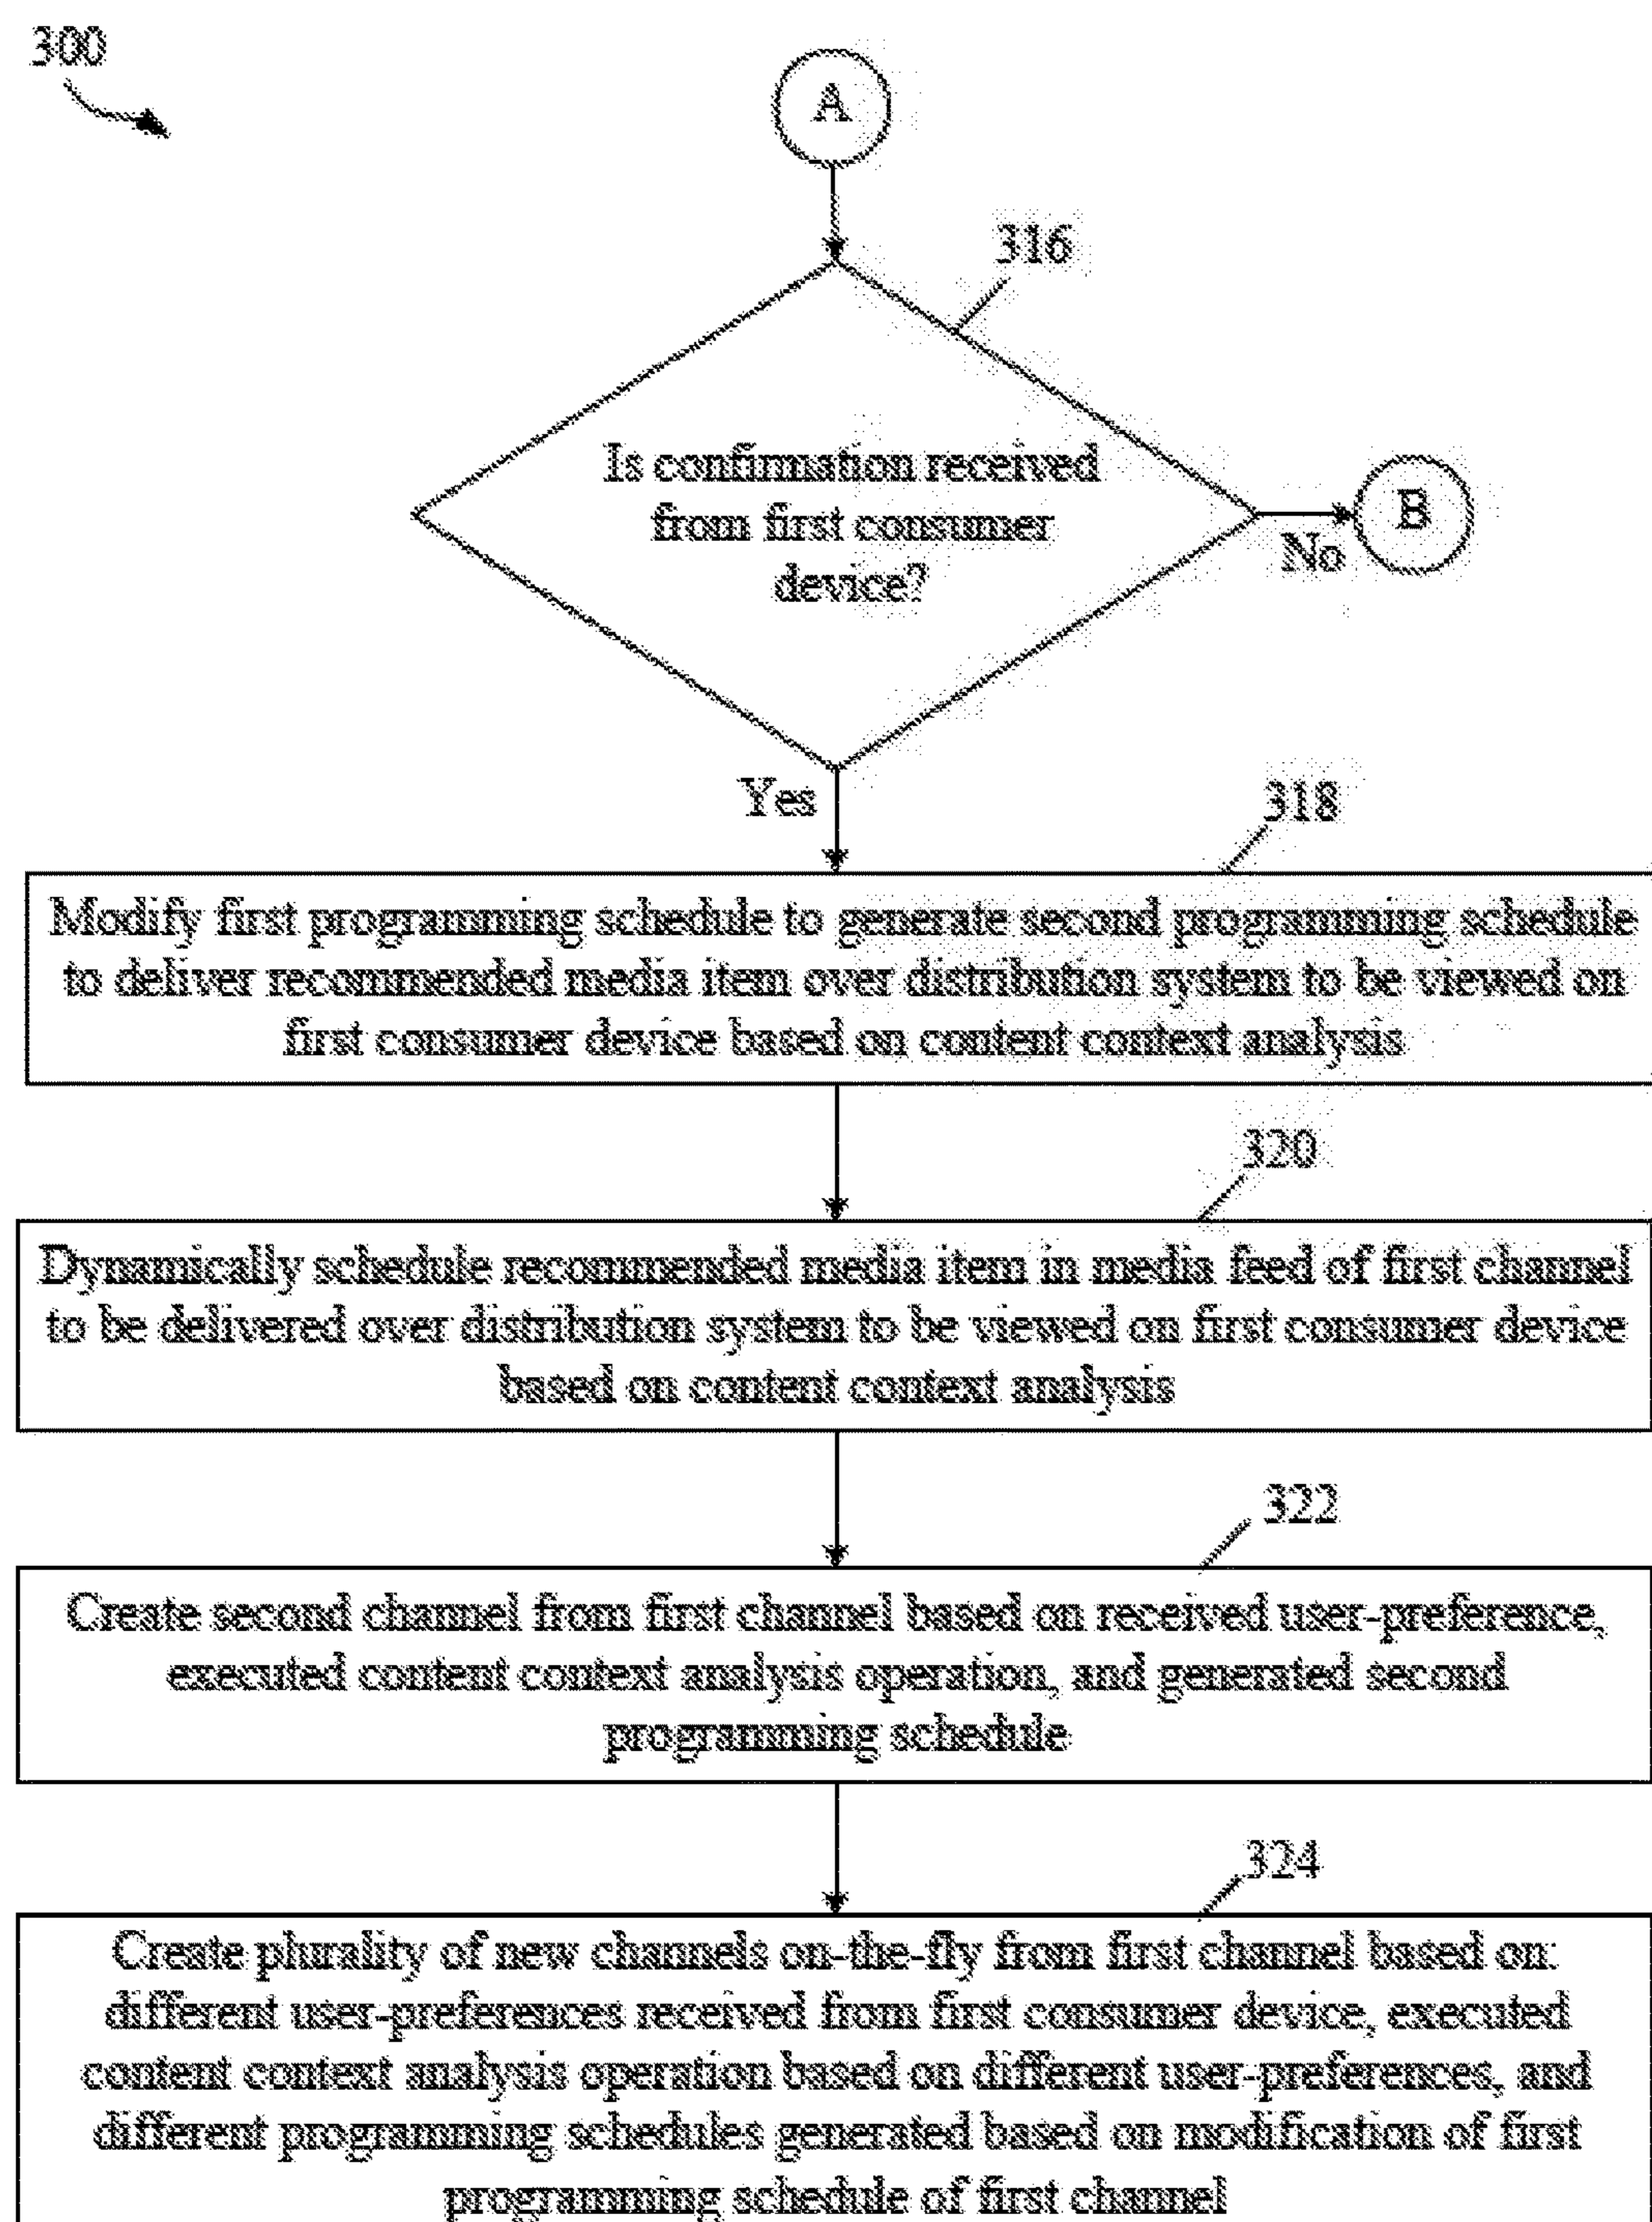 300
A
316
Is confirmation received
from first consumer
device?
B
No
Yes
318
Modify first programming schedule to generate second programming schedule
to deliver recommended media item over distribution system to be viewed on
first consumer device based on content context analysis
320
Dynamically schedule recommended media item in media feed of first channel
to be delivered over distribution system to be viewed on first consumer device
based on content context analysis
322
Create second channel from first channel based on received user-preference,
executed content context analysis operation, and generated second
programming schedule
324
Create plurality of new channels on-the-fly from first channel based on:
different user-preferences received from first consumer device, executed
content context analysis operation based on different user-preferences, and
different programming schedules generated based on modification of first
programming schedule of first channel